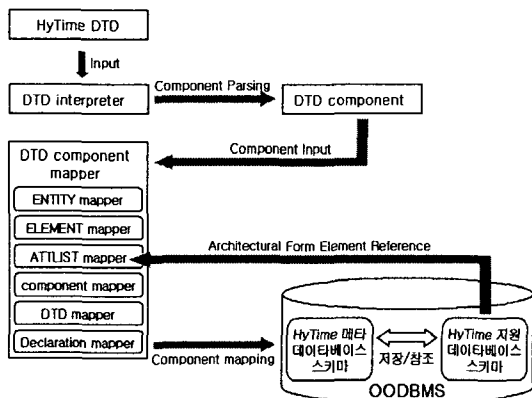 HyTime DTD
Input
DTD interpreter
Component Parsing
DTD component
Component Input
DTD component
mapper
ENTITY mapper
ELEMENT mapper
ATTLIST mapper
component mapper
DTD mapper
Declaration mapper
Architectural Form Element Reference
Component mapping
HyTime 메타
데이타베이스
스키마
저장/참조
HyTime 지원
데이타베이스
스키마
OODBMS